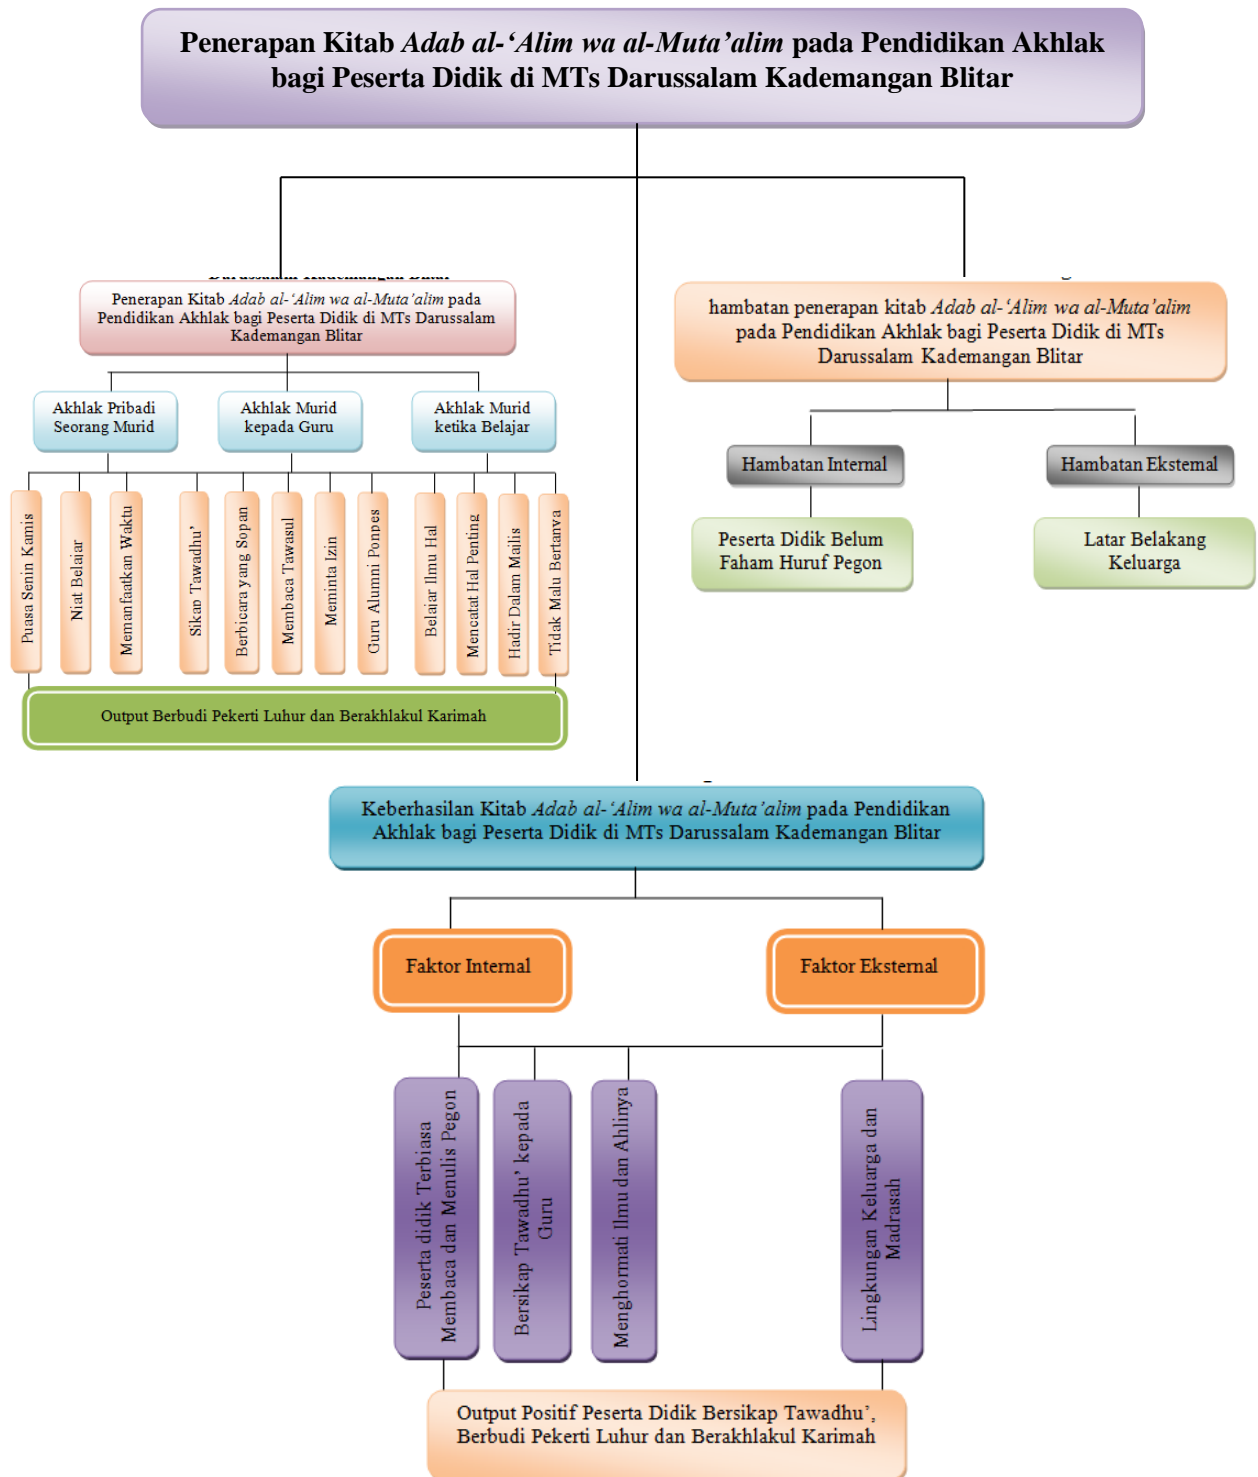 Penerapan Kitab Adab al-‘Alim wa al-Muta’alim pada Pendidikan Akhlak
bagi Peserta Didik di MTs Darussalam Kademangan Blitar
Darussalam Kademangan Blitar
Penerapan Kitab Adab al-‘Alim wa al-Muta’alim pada
Pendidikan Akhlak bagi Peserta Didik di MTs Darussalam
Kademangan Blitar
Akhlak Pribadi
Seorang Murid
Akhlak Murid
kepada Guru
Akhlak Murid
ketika Belajar
Puasa Senin Kamis
Niat Belajar
Memanfaatkan Waktu
Sikap Tawadhu’
Berbicara yang Sopan
Membaca Tawasul
Meminta Izin
Guru Alumni Ponpes
Belajar Ilmu Hal
Mencatat Hal Penting
Hadir Dalam Majlis
Tidak Malu Bertanya
Output Berbudi Pekerti Luhur dan Berakhlakul Karimah
hambatan penerapan kitab Adab al-‘Alim wa al-Muta’alim
pada Pendidikan Akhlak bagi Peserta Didik di MTs
Darussalam Kademangan Blitar
Hambatan Internal
Peserta Didik Belum
Faham Huruf Pegon
Hambatan Eksternal
Latar Belakang
Keluarga
Keberhasilan Kitab Adab al-‘Alim wa al-Muta’alim pada Pendidikan
Akhlak bagi Peserta Didik di MTs Darussalam Kademangan Blitar
Faktor Internal
Faktor Eksternal
Peserta didik Terbiasa
Membaca dan Menulis Pegon
Bersikap Tawadhu’ kepada
Guru
Menghormati Ilmu dan Ahlinya
Lingkungan Keluarga dan
Madrasah
Output Positif Peserta Didik Bersikap Tawadhu’,
Berbudi Pekerti Luhur dan Berakhlakul Karimah